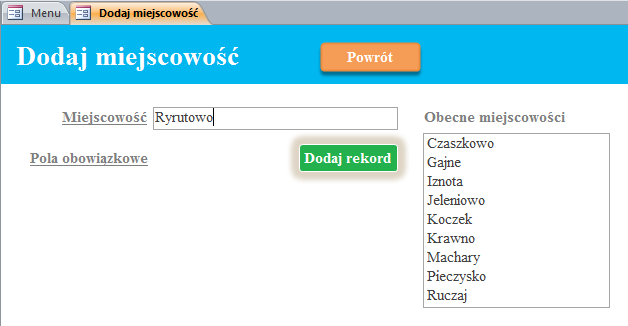 Menu Dodaj miejscowość
Dodaj miejscowość Powrót
Miejscowość Ryrutowo Obecne miejscowości
Pola obowiązkowe Dodaj rekord
Czaszkowo
Gajne
Iznota
Jeleniowo
Koczek
Krawno
Machary
Pieczysko
Ruczaj